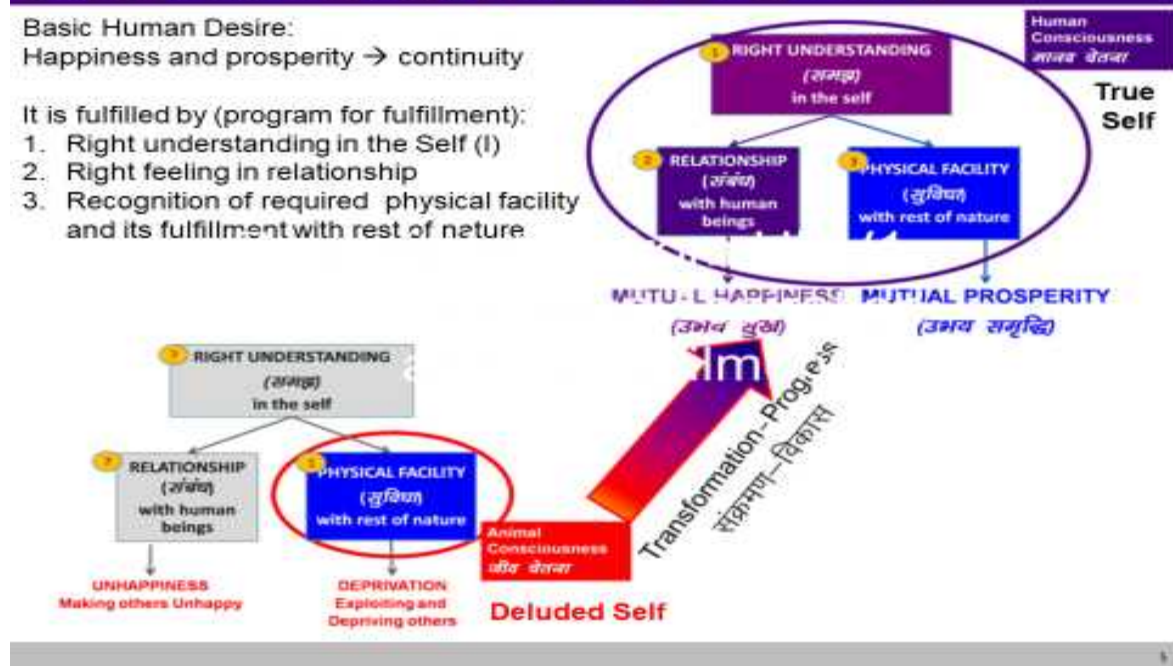 Basic Human Desire:
Happiness and prosperity → continuity
It is fulfilled by (program for fulfillment):
1. Right understanding in the Self (I)
2. Right feeling in relationship
3. Recognition of required physical facility
and its fulfillment with rest of nature
Human
Consciousness
मानव चेतना
True
Self
1
RIGHT UNDERSTANDING
(समझ)
in the self
2
RELATIONSHIP
(संबंध)
with human
beings
3
PHYSICAL FACILITY
(सुविधा)
with rest of nature
MUTUAL HAPPINESS
(उभय सुख)
MUTUAL PROSPERITY
(उभय समृद्धि)
?
RIGHT UNDERSTANDING
(समझ)
in the self
?
RELATIONSHIP
(संबंध)
with human
beings
1
PHYSICAL FACILITY
(सुविधा)
with rest of nature
UNHAPPINESS
Making others Unhappy
DEPRIVATION
Exploiting and
Depriving others
Animal
Consciousness
जीव चेतना
Deluded Self
Transformation-Progress
संक्रमण-विकास